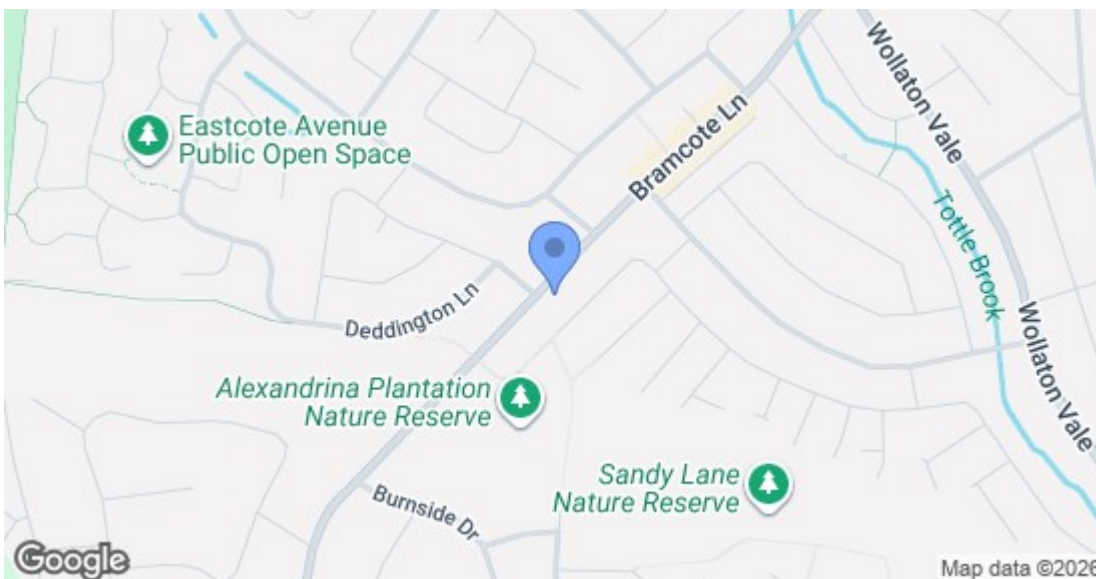 Wollaton Vale
Bramcote Ln
Eastcote Avenue
Public Open Space
Tottle Brook
Deddington Ln
Wollaton Vale
Alexandrina Plantation
Nature Reserve
Sandy Lane
Nature Reserve
Burnside Dr
Google
Map data ©2026